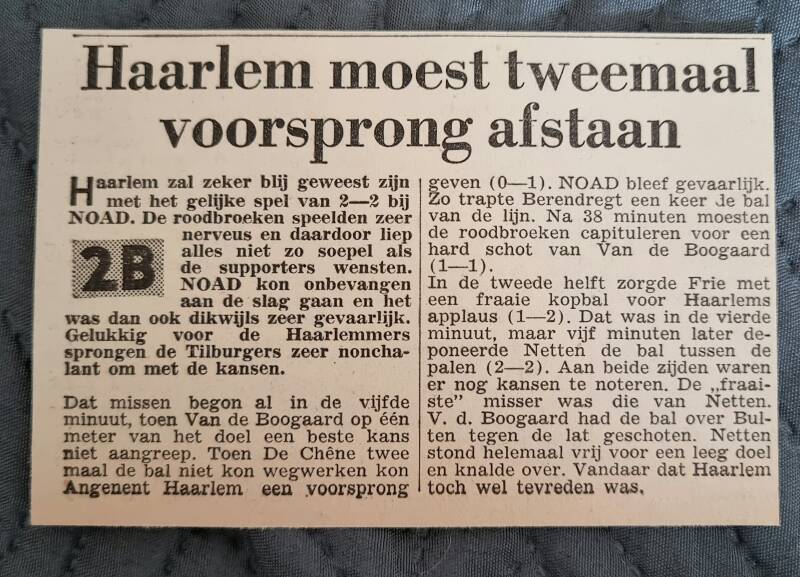 Haarlem moest tweemaal
voorsprong afstaan
Haarlem zal zeker blij geweest zijn
met het gelijke spel van 2—2 bij
NOAD. De roodbroeken speelden zeer
nerveus en daardoor liep
alles niet zo soepel als
de supporters wensten.
NOAD kon onbevangen
aan de slag gaan en het
2B
was dan ook dikwijls zeer gevaarlijk.
Gelukkig voor de Haarlemmers
sprongen de Tilburgers zeer noncha-
lant om met de kansen.
Dat missen begon al in de vijfde
minuut, toen Van de Boogaard op één
meter van het doel een beste kans
niet aangreep. Toen De Chêne twee
maal de bal niet kon wegwerken kon
Angenent Haarlem een voorsprong
geven (0—1). NOAD bleef gevaarlijk.
Zo trapte Berendregt een keer de bal
van de lijn. Na 38 minuten moesten
de roodbroeken capituleren voor een
hard schot van Van de Boogaard
(1—1).
In de tweede helft zorgde Frie met
een fraaie kopbal voor Haarlems
applaus (1—2). Dat was in de vierde
minuut, maar vijf minuten later de-
poneerde Netten de bal tussen de
palen (2—2). Aan beide zijden waren
er nog kansen te noteren. De „fraai-
ste” misser was die van Netten.
V. d. Boogaard had de bal over Bul-
ten tegen de lat geschoten. Netten
stond helemaal vrij voor een leeg doel
en knalde over. Vandaar dat Haarlem
toch wel tevreden was.